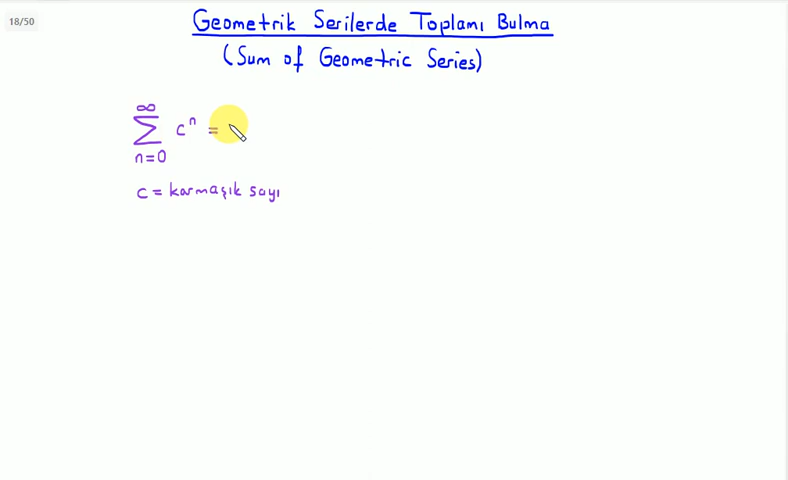 18/50
Geometrik Serilerde Toplamı Bulma
(Sum of Geometric Series)
∞
∑ cⁿ =
n=0
c = karmaşık sayı